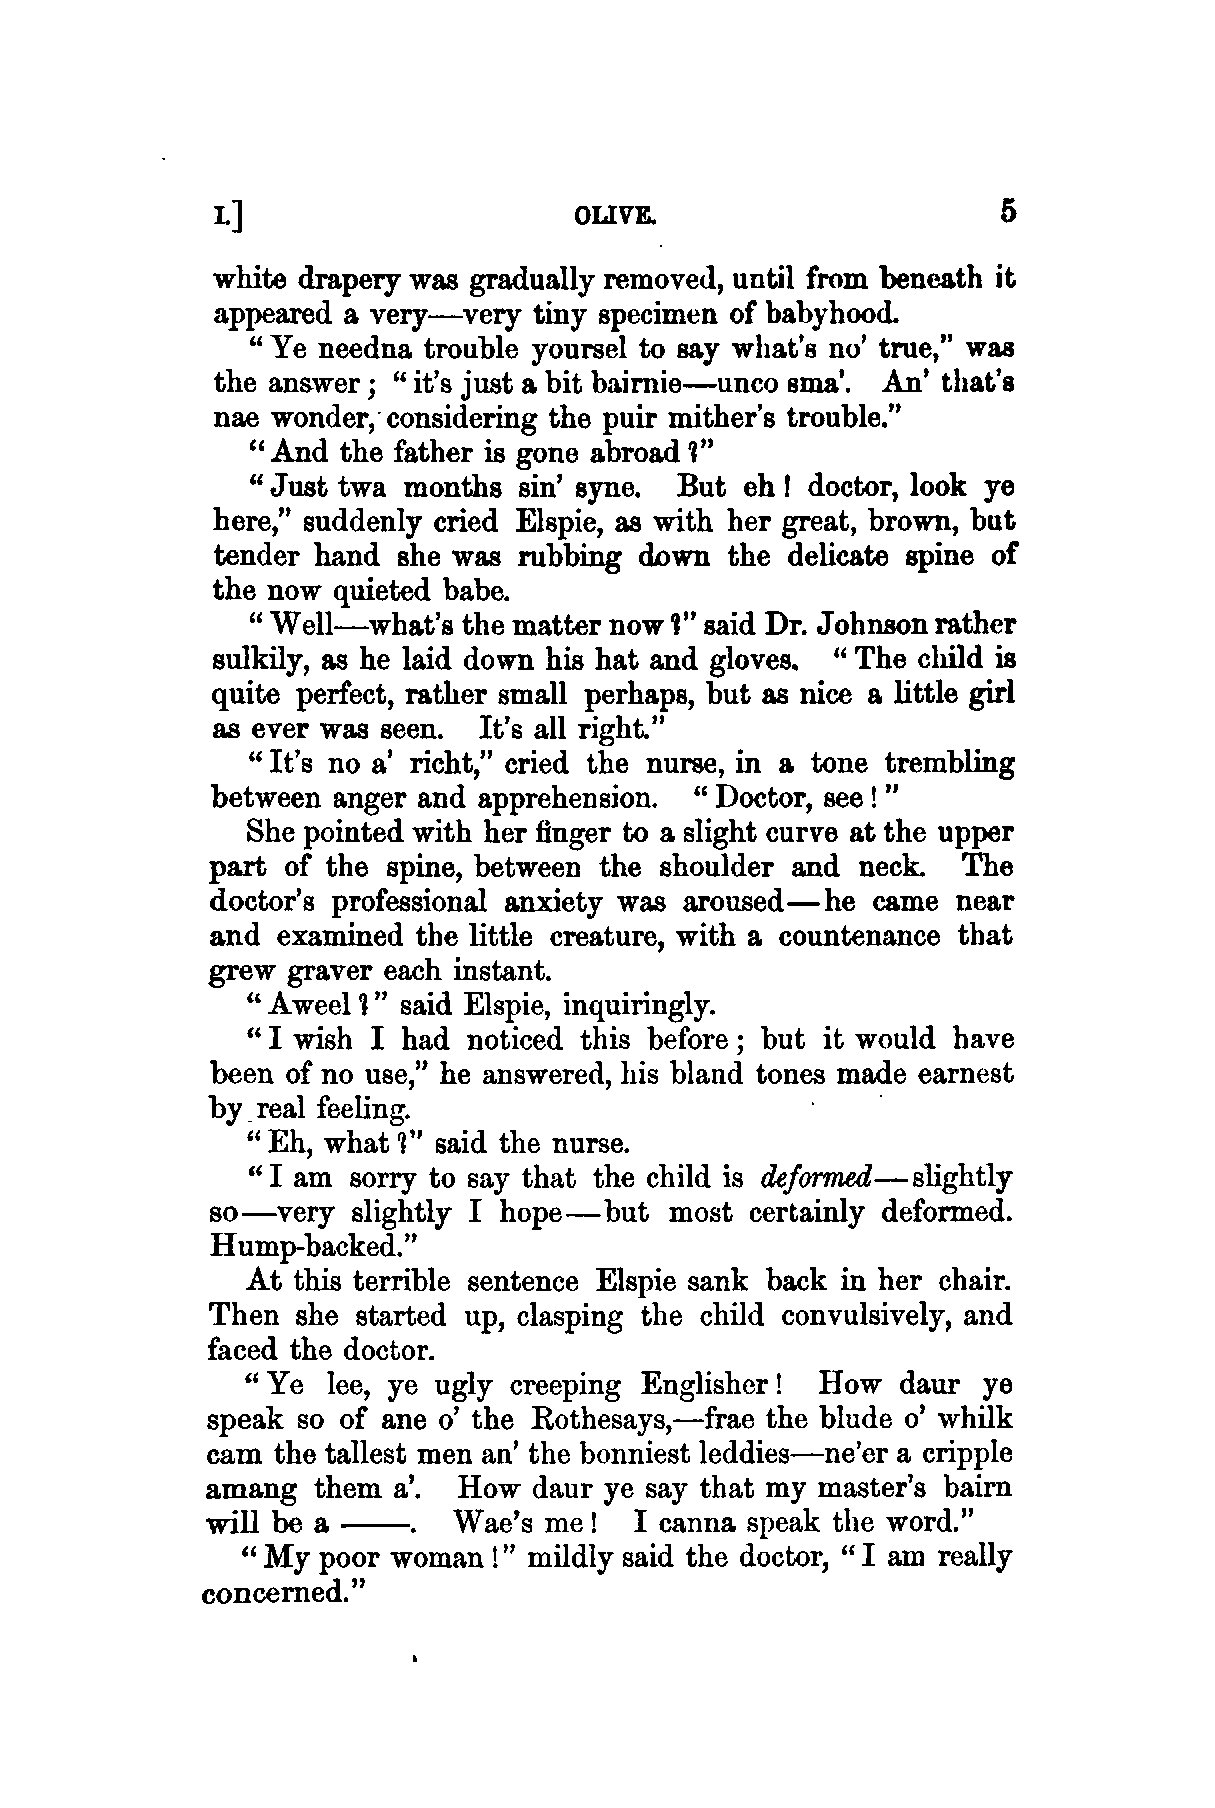 I.] OLIVE. 5
white drapery was gradually removed, until from beneath it
appeared a very—very tiny specimen of babyhood.
“Ye needna trouble yoursel to say what's no' true,” was
the answer; “it's just a bit bairnie—unco sma'. An' that's
nae wonder, considering the puir mither's trouble.”
“And the father is gone abroad?”
“Just twa months sin' syne. But eh! doctor, look ye
here,” suddenly cried Elspie, as with her great, brown, but
tender hand she was rubbing down the delicate spine of
the now quieted babe.
“Well—what's the matter now?” said Dr. Johnson rather
sulkily, as he laid down his hat and gloves. “The child is
quite perfect, rather small perhaps, but as nice a little girl
as ever was seen. It's all right.”
“It's no a' richt,” cried the nurse, in a tone trembling
between anger and apprehension. “Doctor, see!”
She pointed with her finger to a slight curve at the upper
part of the spine, between the shoulder and neck. The
doctor's professional anxiety was aroused—he came near
and examined the little creature, with a countenance that
grew graver each instant.
“Aweel?” said Elspie, inquiringly.
“I wish I had noticed this before; but it would have
been of no use,” he answered, his bland tones made earnest
by real feeling.
“Eh, what?” said the nurse.
“I am sorry to say that the child is deformed—slightly
so—very slightly I hope—but most certainly deformed.
Hump-backed.”
At this terrible sentence Elspie sank back in her chair.
Then she started up, clasping the child convulsively, and
faced the doctor.
“Ye lee, ye ugly creeping Englisher! How daur ye
speak so of ane o' the Rothesays,—frae the blude o' whilk
cam the tallest men an' the bonniest leddies—ne'er a cripple
amang them a'. How daur ye say that my master's bairn
will be a ——. Wae's me! I canna speak the word.”
“My poor woman!” mildly said the doctor, “I am really
concerned.”